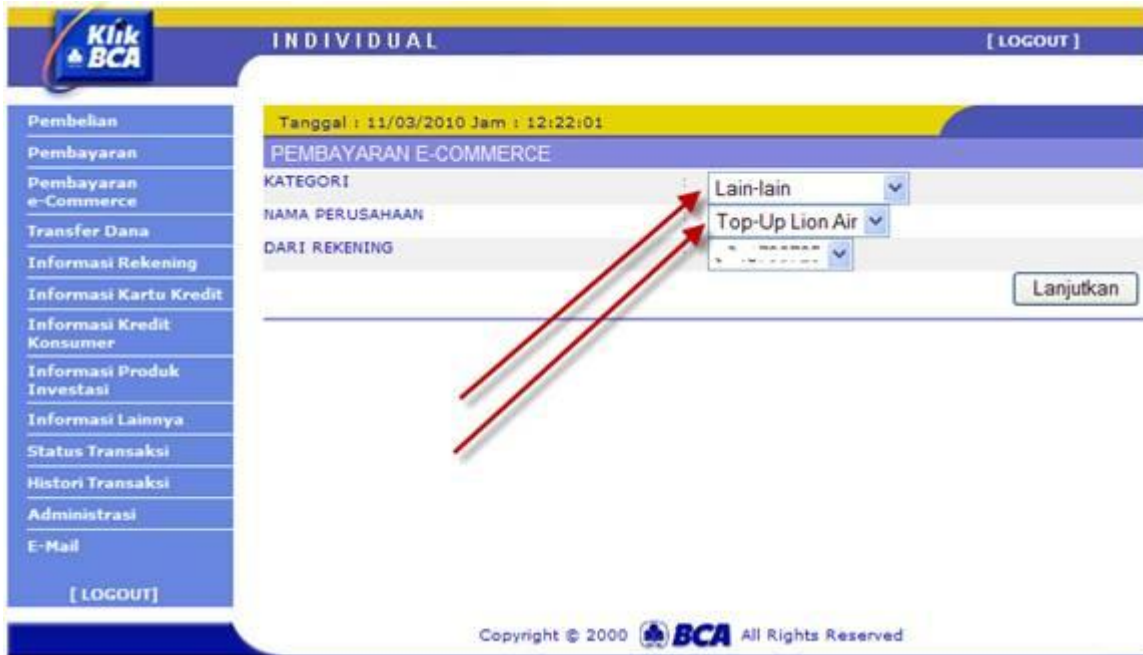 Klik
BCA
INDIVIDUAL
[ LOGOUT ]
Pembelian
Pembayaran
Pembayaran
e-Commerce
Transfer Dana
Informasi Rekening
Informasi Kartu Kredit
Informasi Kredit
Konsumer
Informasi Produk
Investasi
Informasi Lainnya
Status Transaksi
Histori Transaksi
Administrasi
E-Mail
[ LOGOUT]
Tanggal : 11/03/2010 Jam : 12:22:01
PEMBAYARAN E-COMMERCE
KATEGORI : Lain-lain
NAMA PERUSAHAAN : Top-Up Lion Air
DARI REKENING
Lanjutkan
Copyright © 2000 BCA All Rights Reserved